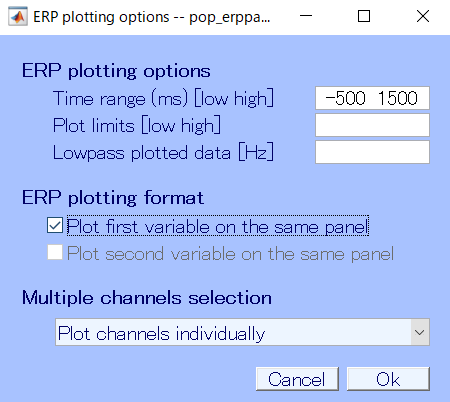 ERP plotting options -- pop_erppa...
ERP plotting options
Time range (ms) [low high] -500 1500
Plot limits [low high]
Lowpass plotted data [Hz]
ERP plotting format
Plot first variable on the same panel
Plot second variable on the same panel
Multiple channels selection
Plot channels individually
Cancel Ok